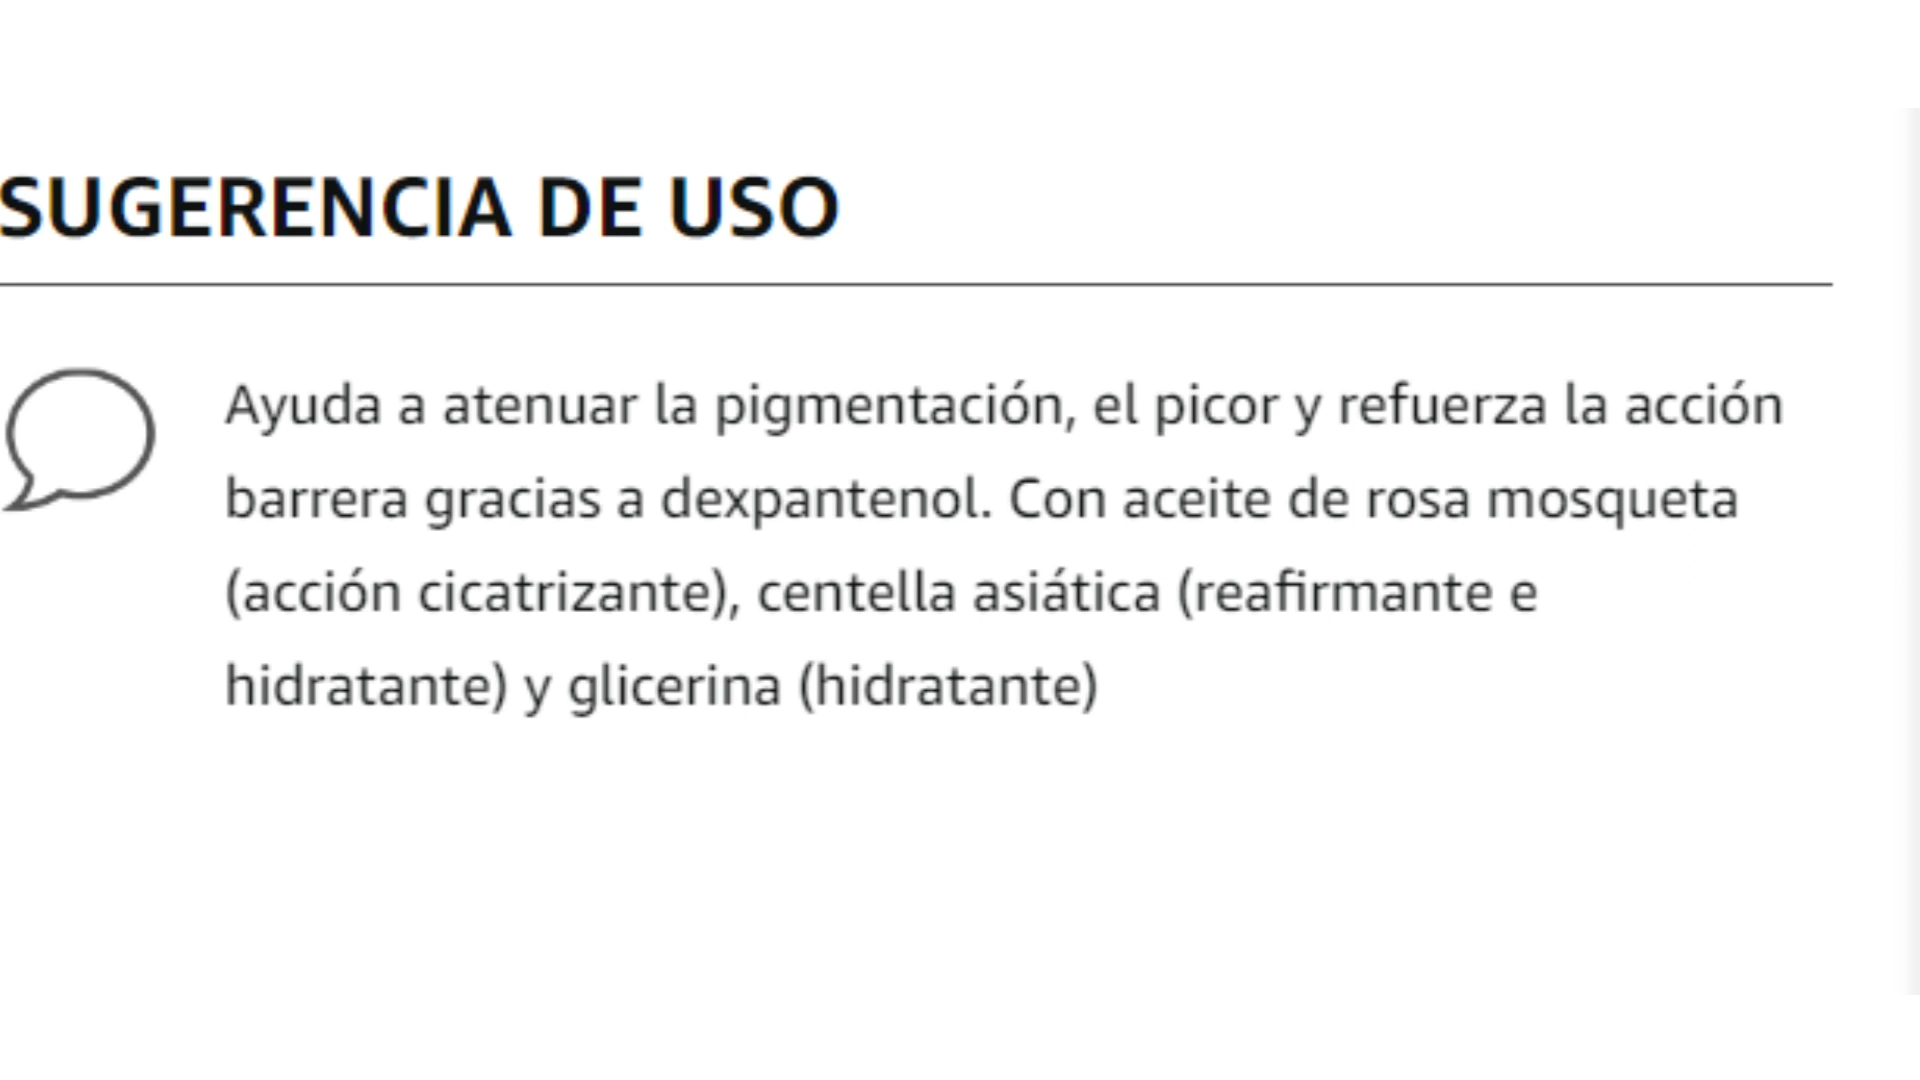 SUGERENCIA DE USO
Ayuda a atenuar la pigmentación, el picor y refuerza la acción
barrera gracias a dexpantenol. Con aceite de rosa mosqueta
(acción cicatrizante), centella asiática (reafirmante e
hidratante) y glicerina (hidratante)